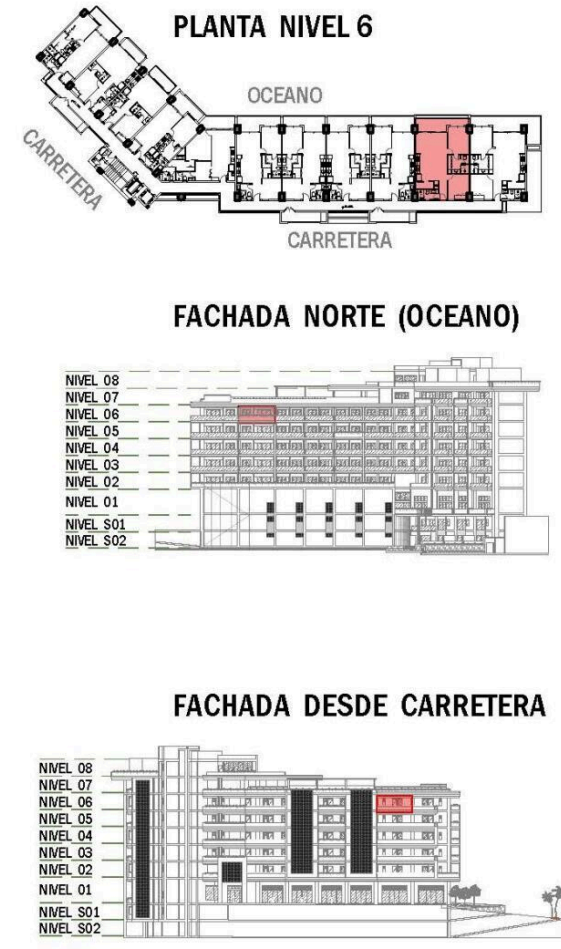 PLANTA NIVEL 6
OCEANO
CARRETERA
CARRETERA
FACHADA NORTE (OCEANO)
NIVEL 08
NIVEL 07
NIVEL 06
NIVEL 05
NIVEL 04
NIVEL 03
NIVEL 02
NIVEL 01
NIVEL S01
NIVEL S02
FACHADA DESDE CARRETERA
NIVEL 08
NIVEL 07
NIVEL 06
NIVEL 05
NIVEL 04
NIVEL 03
NIVEL 02
NIVEL 01
NIVEL S01
NIVEL S02